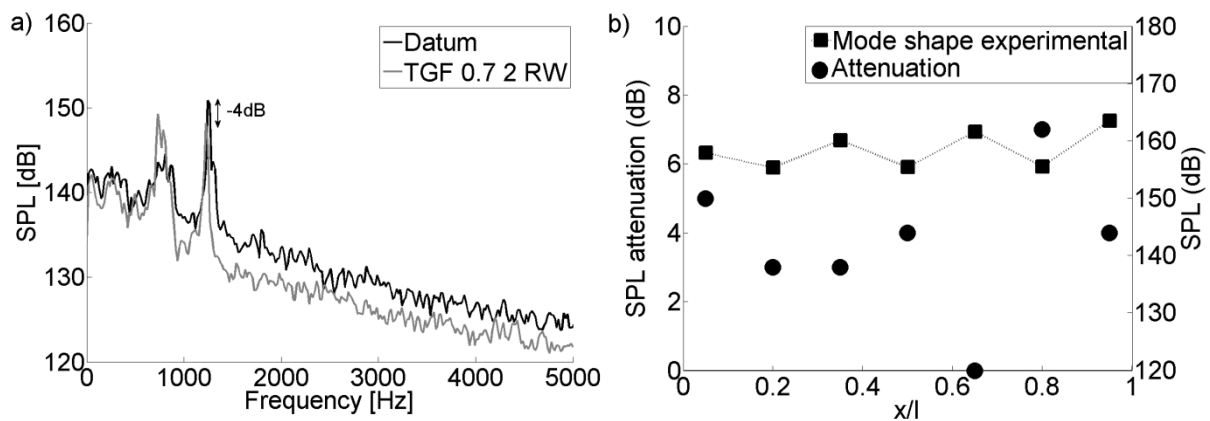 a)
SPL [dB]
160
150
140
130
120
0 1000 2000 3000 4000 5000
Frequency [Hz]
Datum
TGF 0.7 2 RW
-4dB
b)
SPL attenuation (dB)
10
8
6
4
2
0
0 0.2 0.4 0.6 0.8 1
x/l
Mode shape experimental
Attenuation
180
170
160
150
140
130
120
SPL (dB)